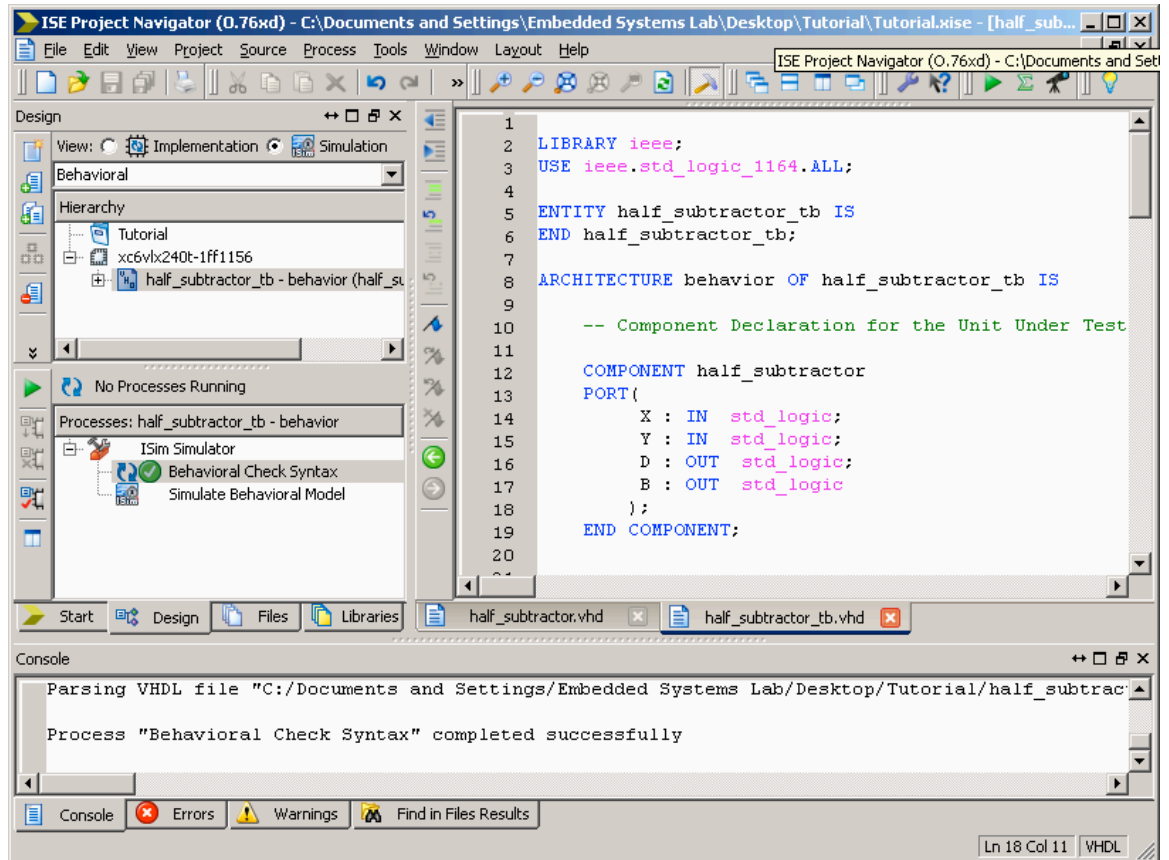 ISE Project Navigator (O.76xd) - C:\Documents and Settings\Embedded Systems Lab\Desktop\Tutorial\Tutorial.xise - [half_sub...
File Edit View Project Source Process Tools Window Layout Help
ISE Project Navigator (O.76xd) - C:\Documents and Set
»
Design
View: Implementation Simulation
Behavioral
Hierarchy
Tutorial
xc6vlx240t-1ff1156
half_subtractor_tb - behavior (half_su
No Processes Running
Processes: half_subtractor_tb - behavior
ISim Simulator
Behavioral Check Syntax
Simulate Behavioral Model
Start Design Files Libraries
1
2 LIBRARY ieee;
3 USE ieee.std_logic_1164.ALL;
4
5 ENTITY half_subtractor_tb IS
6 END half_subtractor_tb;
7
8 ARCHITECTURE behavior OF half_subtractor_tb IS
9
10 -- Component Declaration for the Unit Under Test
11
12 COMPONENT half_subtractor
13 PORT(
14 X : IN std_logic;
15 Y : IN std_logic;
16 D : OUT std_logic;
17 B : OUT std_logic
18 );
19 END COMPONENT;
20
half_subtractor.vhd half_subtractor_tb.vhd
Console
Parsing VHDL file "C:/Documents and Settings/Embedded Systems Lab/Desktop/Tutorial/half_subtrac
Process "Behavioral Check Syntax" completed successfully
Console Errors Warnings Find in Files Results
Ln 18 Col 11 VHDL